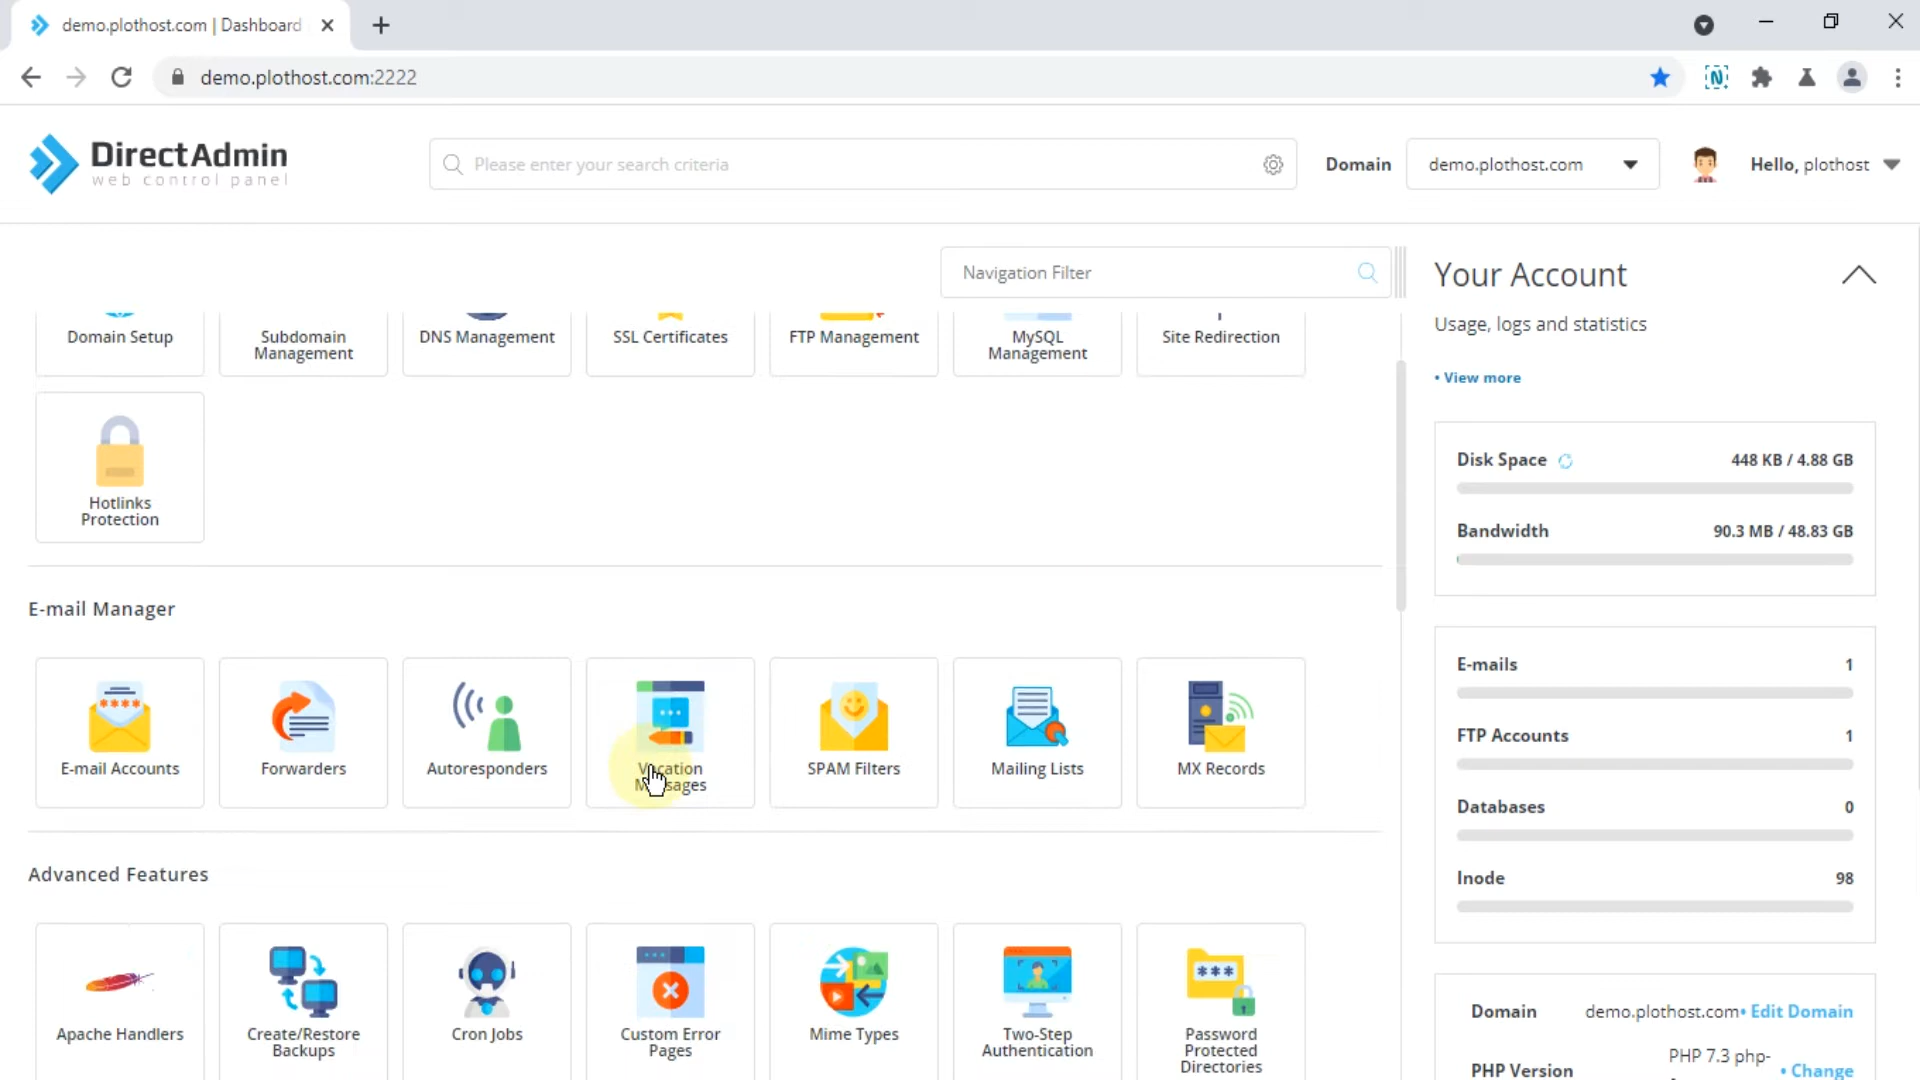 demo.plothost.com | Dashboard
demo.plothost.com:2222
DirectAdmin
web control panel
Please enter your search criteria
Domain
demo.plothost.com
Hello, plothost
Navigation Filter
Your Account
Usage, logs and statistics
• View more
Domain Setup
Subdomain
Management
DNS Management
SSL Certificates
FTP Management
MySQL
Management
Site Redirection
Hotlinks
Protection
Disk Space
448 KB / 4.88 GB
Bandwidth
90.3 MB / 48.83 GB
E-mail Manager
E-mail Accounts
Forwarders
Autoresponders
Vacation
Messages
SPAM Filters
Mailing Lists
MX Records
E-mails 1
FTP Accounts 1
Databases 0
Inode 98
Advanced Features
Apache Handlers
Create/Restore
Backups
Cron Jobs
Custom Error
Pages
Mime Types
Two-Step
Authentication
Password
Protected
Directories
Domain demo.plothost.com • Edit Domain
PHP Version PHP 7.3 php-
• Change